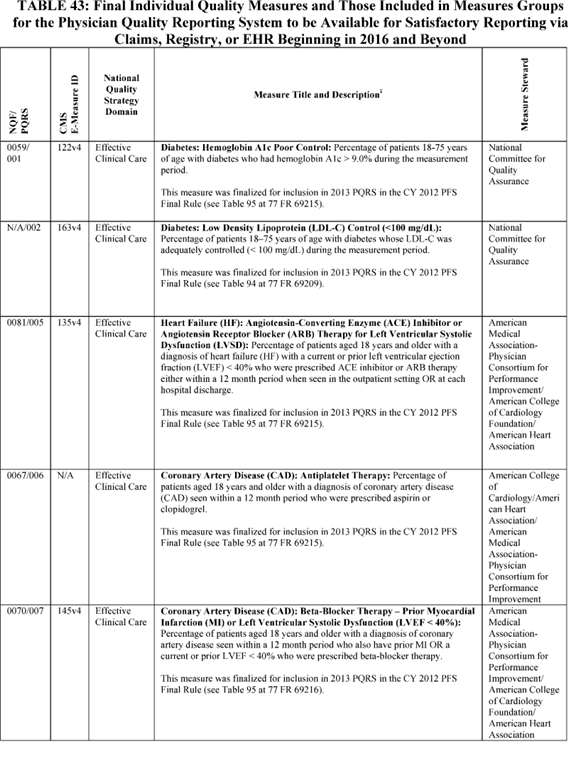 TABLE 43: Final Individual Quality Measures and Those Included in Measures Groups
for the Physician Quality Reporting System to be Available for Satisfactory Reporting via
Claims, Registry, or EHR Beginning in 2016 and Beyond
NQF/
PQRS
CMS
E-Measure ID
National
Quality
Strategy
Domain
Measure Title and Description¥
Measure Steward
0059/
001
122v4
Effective
Clinical Care
Diabetes: Hemoglobin A1c Poor Control: Percentage of patients 18-75 years
of age with diabetes who had hemoglobin A1c > 9.0% during the measurement
period.
This measure was finalized for inclusion in 2013 PQRS in the CY 2012 PFS
Final Rule (see Table 95 at 77 FR 69215).
National
Committee for
Quality
Assurance
N/A/002
163v4
Effective
Clinical Care
Diabetes: Low Density Lipoprotein (LDL-C) Control (<100 mg/dL):
Percentage of patients 18–75 years of age with diabetes whose LDL-C was
adequately controlled (< 100 mg/dL) during the measurement period.
This measure was finalized for inclusion in 2013 PQRS in the CY 2012 PFS
Final Rule (see Table 94 at 77 FR 69209).
National
Committee for
Quality
Assurance
0081/005
135v4
Effective
Clinical Care
Heart Failure (HF): Angiotensin-Converting Enzyme (ACE) Inhibitor or
Angiotensin Receptor Blocker (ARB) Therapy for Left Ventricular Systolic
Dysfunction (LVSD): Percentage of patients aged 18 years and older with a
diagnosis of heart failure (HF) with a current or prior left ventricular ejection
fraction (LVEF) < 40% who were prescribed ACE inhibitor or ARB therapy
either within a 12 month period when seen in the outpatient setting OR at each
hospital discharge.
This measure was finalized for inclusion in 2013 PQRS in the CY 2012 PFS
Final Rule (see Table 95 at 77 FR 69215).
American
Medical
Association-
Physician
Consortium for
Performance
Improvement/
American College
of Cardiology
Foundation/
American Heart
Association
0067/006
N/A
Effective
Clinical Care
Coronary Artery Disease (CAD): Antiplatelet Therapy: Percentage of
patients aged 18 years and older with a diagnosis of coronary artery disease
(CAD) seen within a 12 month period who were prescribed aspirin or
clopidogrel.
This measure was finalized for inclusion in 2013 PQRS in the CY 2012 PFS
Final Rule (see Table 95 at 77 FR 69215).
American College
of
Cardiology/Ameri
can Heart
Association/
American
Medical
Association-
Physician
Consortium for
Performance
Improvement
0070/007
145v4
Effective
Clinical Care
Coronary Artery Disease (CAD): Beta-Blocker Therapy – Prior Myocardial
Infarction (MI) or Left Ventricular Systolic Dysfunction (LVEF < 40%):
Percentage of patients aged 18 years and older with a diagnosis of coronary
artery disease seen within a 12 month period who also have prior MI OR a
current or prior LVEF < 40% who were prescribed beta-blocker therapy.
This measure was finalized for inclusion in 2013 PQRS in the CY 2012 PFS
Final Rule (see Table 95 at 77 FR 69216).
American
Medical
Association-
Physician
Consortium for
Performance
Improvement/
American College
of Cardiology
Foundation/
American Heart
Association